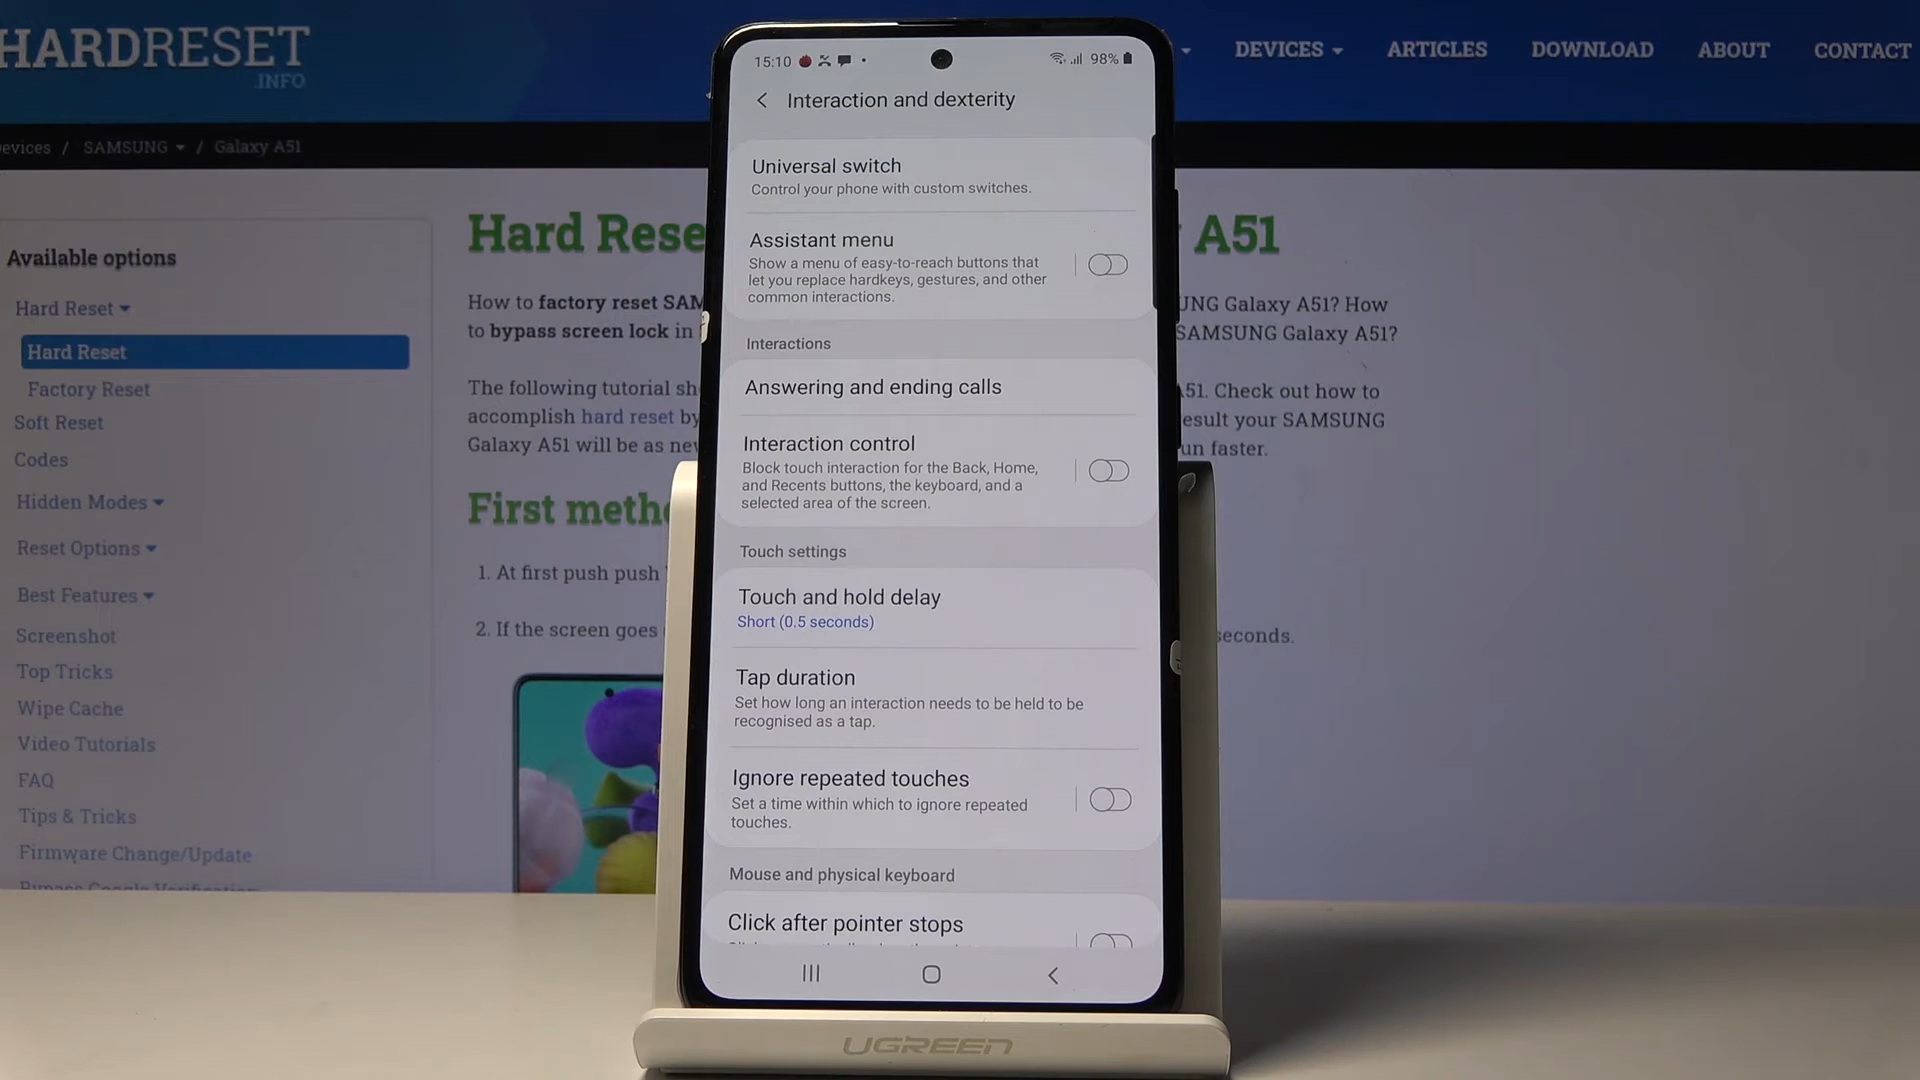 HARDRESET
.INFO
DEVICES
ARTICLES
DOWNLOAD
ABOUT
CONTACT
evices / SAMSUNG / Galaxy A51
Available options
Hard Reset
Hard Reset
Factory Reset
Soft Reset
Codes
Hidden Modes
Reset Options
Best Features
Screenshot
Top Tricks
Wipe Cache
Video Tutorials
FAQ
Tips & Tricks
Firmware Change/Update
Bypass Google Verification
Hard Rese
A51
How to factory reset SAM
UNG Galaxy A51? How
to bypass screen lock in
SAMSUNG Galaxy A51?
The following tutorial sh
A51. Check out how to
accomplish hard reset by
esult your SAMSUNG
Galaxy A51 will be as new
un faster.
First meth
1. At first push push
2. If the screen goes
seconds.
15:10
98%
Interaction and dexterity
Universal switch
Control your phone with custom switches.
Assistant menu
Show a menu of easy-to-reach buttons that
let you replace hardkeys, gestures, and other
common interactions.
Interactions
Answering and ending calls
Interaction control
Block touch interaction for the Back, Home,
and Recents buttons, the keyboard, and a
selected area of the screen.
Touch settings
Touch and hold delay
Short (0.5 seconds)
Tap duration
Set how long an interaction needs to be held to be
recognised as a tap.
Ignore repeated touches
Set a time within which to ignore repeated
touches.
Mouse and physical keyboard
Click after pointer stops
UGREEN